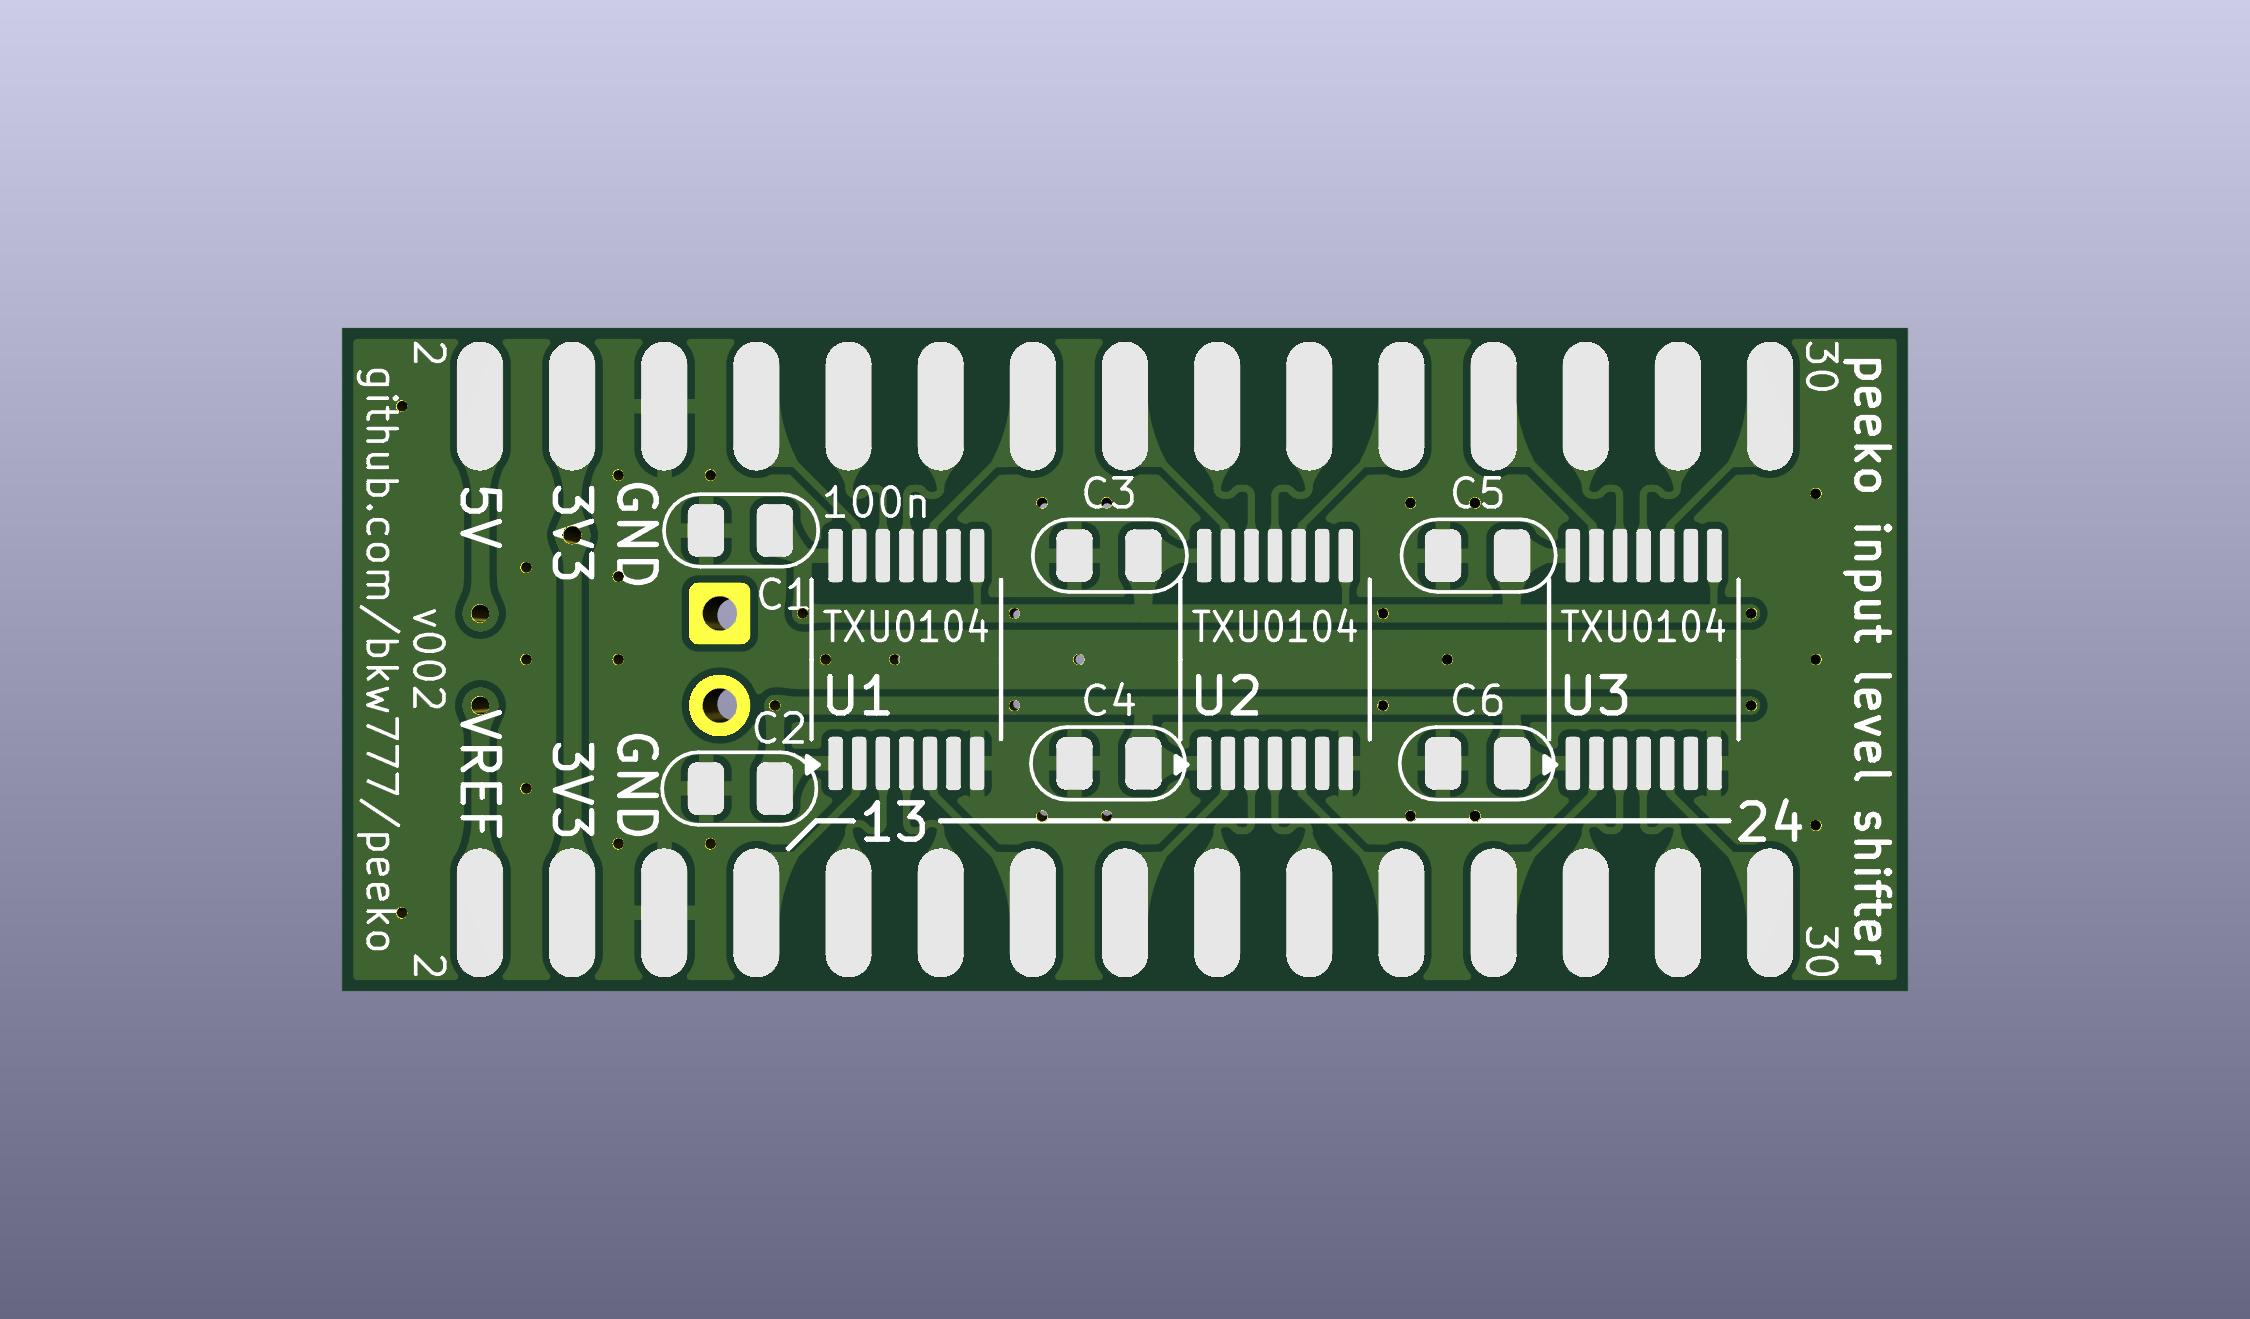 2
30
peeko input level shifter
github.com/bkw777/peeko
v002
5V
3V3
GND
100n
C1
C3
C5
TXU0104
TXU0104
TXU0104
U1
U2
U3
C2
C4
C6
VREF
3V3
GND
13
24
2
30